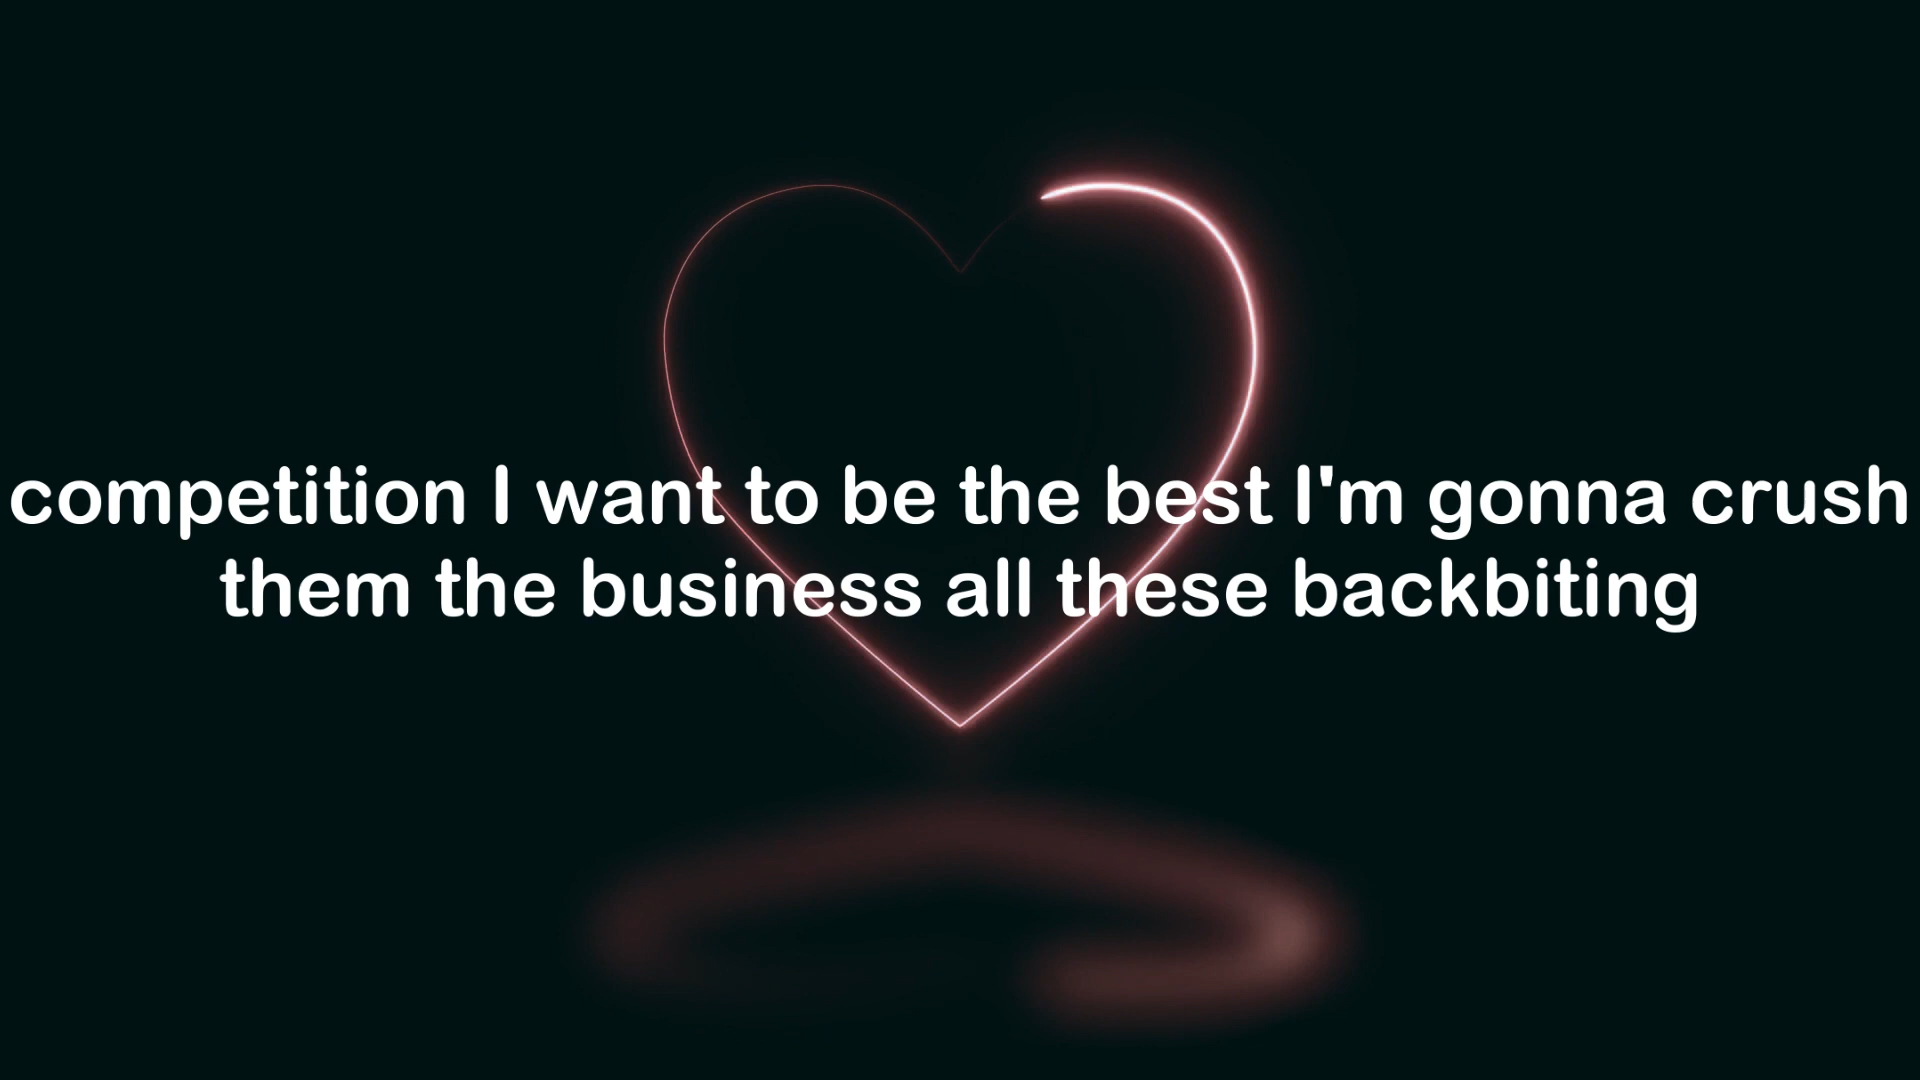 competition I want to be the best I'm gonna crush
them the business all these backbiting